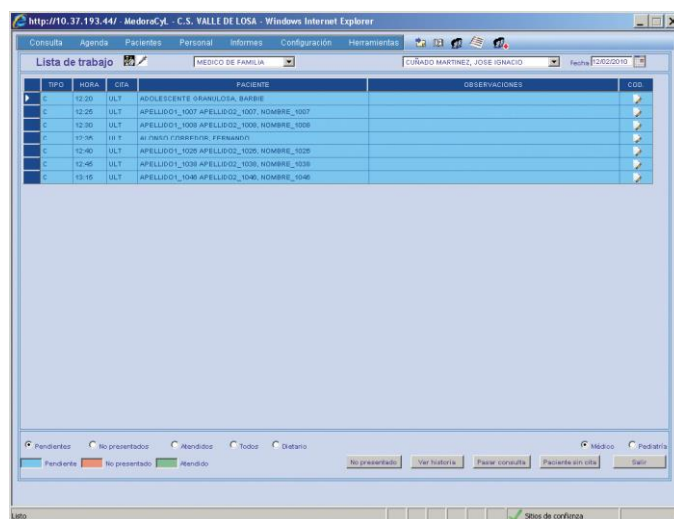 http://10.37.193.44/ - MedoraCyL - C.S. VALLE DE LOSA - Windows Internet Explorer
Consulta Agenda Pacientes Personal Informes Configuración Herramientas
Lista de trabajo MEDICO DE FAMILIA CUÑADO MARTINEZ, JOSE IGNACIO Fecha 12/02/2010
TIPO HORA CITA PACIENTE OBSERVACIONES COD.
C 12:20 ULT ADOLESCENTE GRANULOSA, BARBIE
C 12:25 ULT APELLIDO1_1007 APELLIDO2_1007, NOMBRE_1007
C 12:30 ULT APELLIDO1_1008 APELLIDO2_1008, NOMBRE_1008
C 12:35 ULT ALONSO CORREDOR, FERNANDO
C 12:40 ULT APELLIDO1_1028 APELLIDO2_1028, NOMBRE_1028
C 12:45 ULT APELLIDO1_1038 APELLIDO2_1038, NOMBRE_1038
C 13:15 ULT APELLIDO1_1046 APELLIDO2_1046, NOMBRE_1046
Pendientes No presentados Atendidos Todos Dietario Médico Pediatría
Pendiente No presentado Atendido No presentado Ver historia Pasar consulta Paciente sin cita Salir
Listo Sitios de confianza